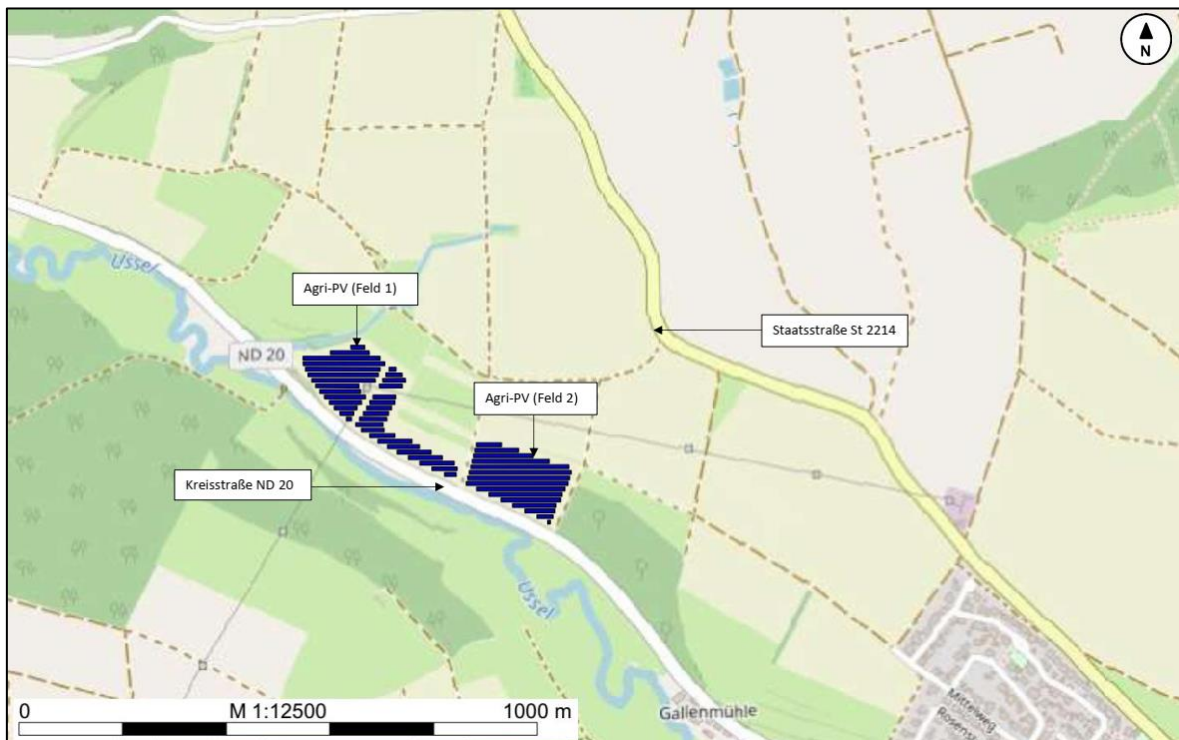 N
Ussel
Agri-PV (Feld 1)
Staatsstraße St 2214
ND 20
Agri-PV (Feld 2)
Kreisstraße ND 20
Ussel
Mittelweg
0 M 1:12500 1000 m
Gallenmühle